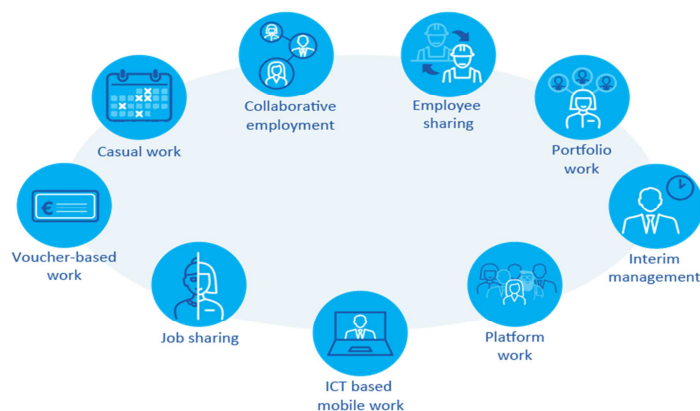 Collaborative
employment
Employee
sharing
Casual work
Portfolio
work
€
Voucher-based
work
Interim
management
Job sharing
Platform
work
ICT based
mobile work